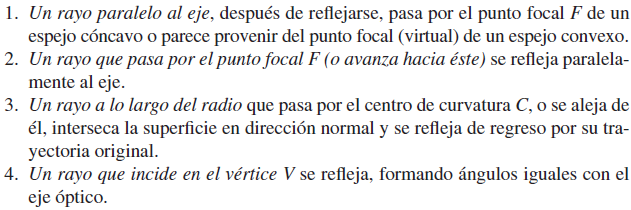 1. Un rayo paralelo al eje, después de reflejarse, pasa por el punto focal F de un
espejo cóncavo o parece provenir del punto focal (virtual) de un espejo convexo.
2. Un rayo que pasa por el punto focal F (o avanza hacia éste) se refleja paralela-
mente al eje.
3. Un rayo a lo largo del radio que pasa por el centro de curvatura C, o se aleja de
él, interseca la superficie en dirección normal y se refleja de regreso por su tra-
yectoria original.
4. Un rayo que incide en el vértice V se refleja, formando ángulos iguales con el
eje óptico.